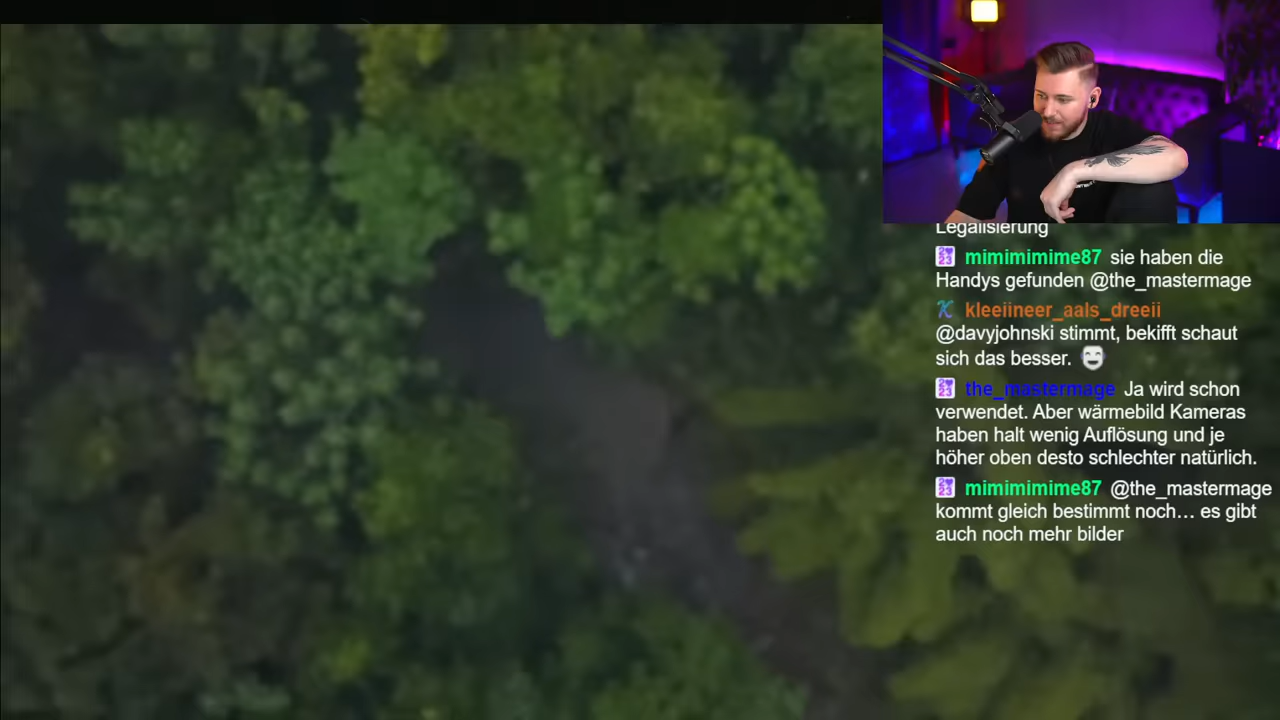 Legalisierung
mimimimime87 sie haben die
Handys gefunden @the_mastermage
kleeiineer_aals_dreeii
@davyjohnski stimmt, bekifft schaut
sich das besser.
the_mastermage Ja wird schon
verwendet. Aber wärmebild Kameras
haben halt wenig Auflösung und je
höher oben desto schlechter natürlich.
mimimimime87 @the_mastermage
kommt gleich bestimmt noch... es gibt
auch noch mehr bilder